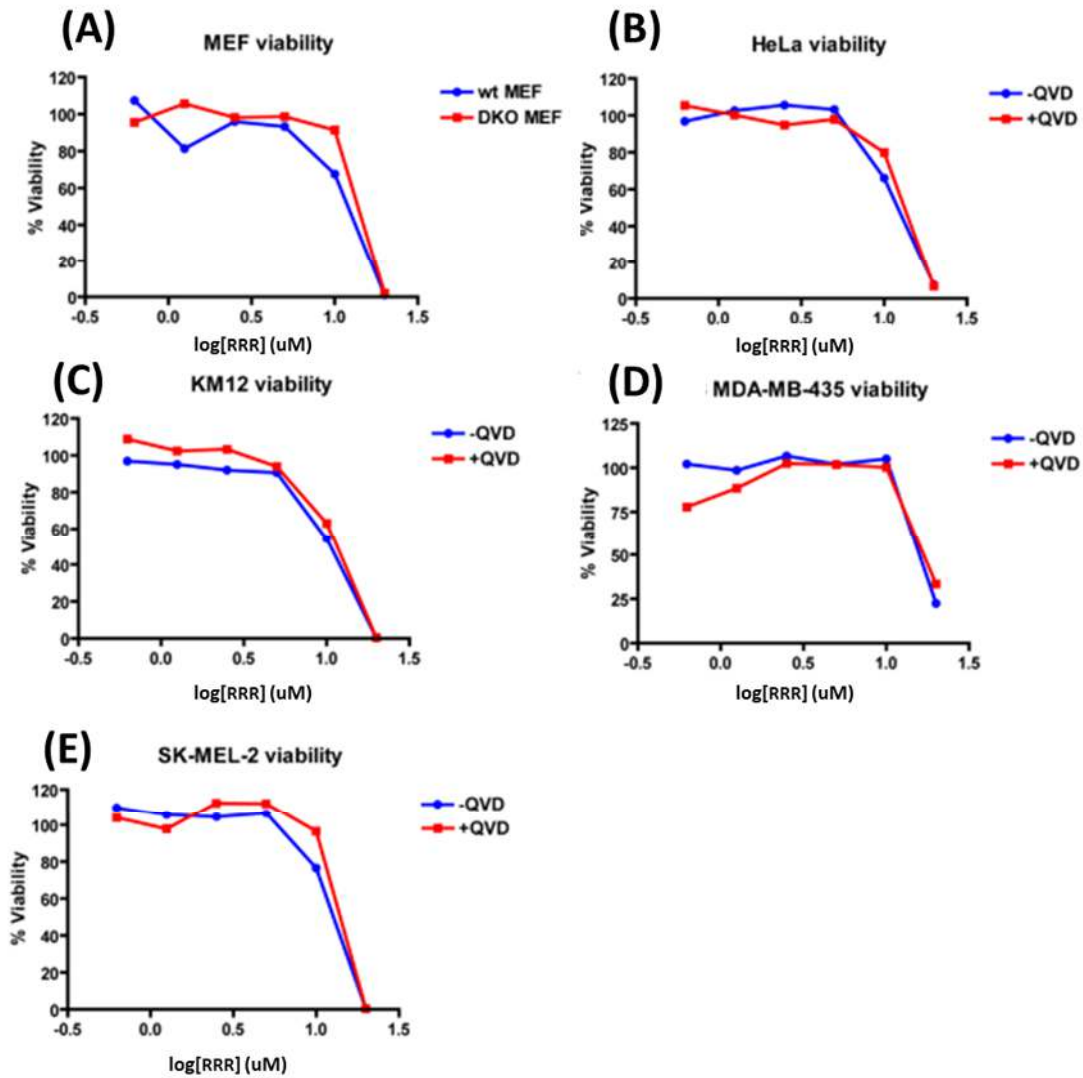 (A)
MEF viability
% Viability
120
100
80
60
40
20
0
-0.5
0.0
0.5
1.0
1.5
log[RRR] (uM)
wt MEF
DKO MEF
(B)
HeLa viability
% Viability
120
100
80
60
40
20
0
-0.5
0.0
0.5
1.0
1.5
log[RRR] (uM)
-QVD
+QVD
(C)
KM12 viability
% Viability
120
100
80
60
40
20
0
-0.5
0.0
0.5
1.0
1.5
log[RRR] (uM)
-QVD
+QVD
(D)
MDA-MB-435 viability
% Viability
125
100
75
50
25
0
-0.5
0.0
0.5
1.0
1.5
log[RRR] (uM)
-QVD
+QVD
(E)
SK-MEL-2 viability
% Viability
120
100
80
60
40
20
0
-0.5
0.0
0.5
1.0
1.5
log[RRR] (uM)
-QVD
+QVD